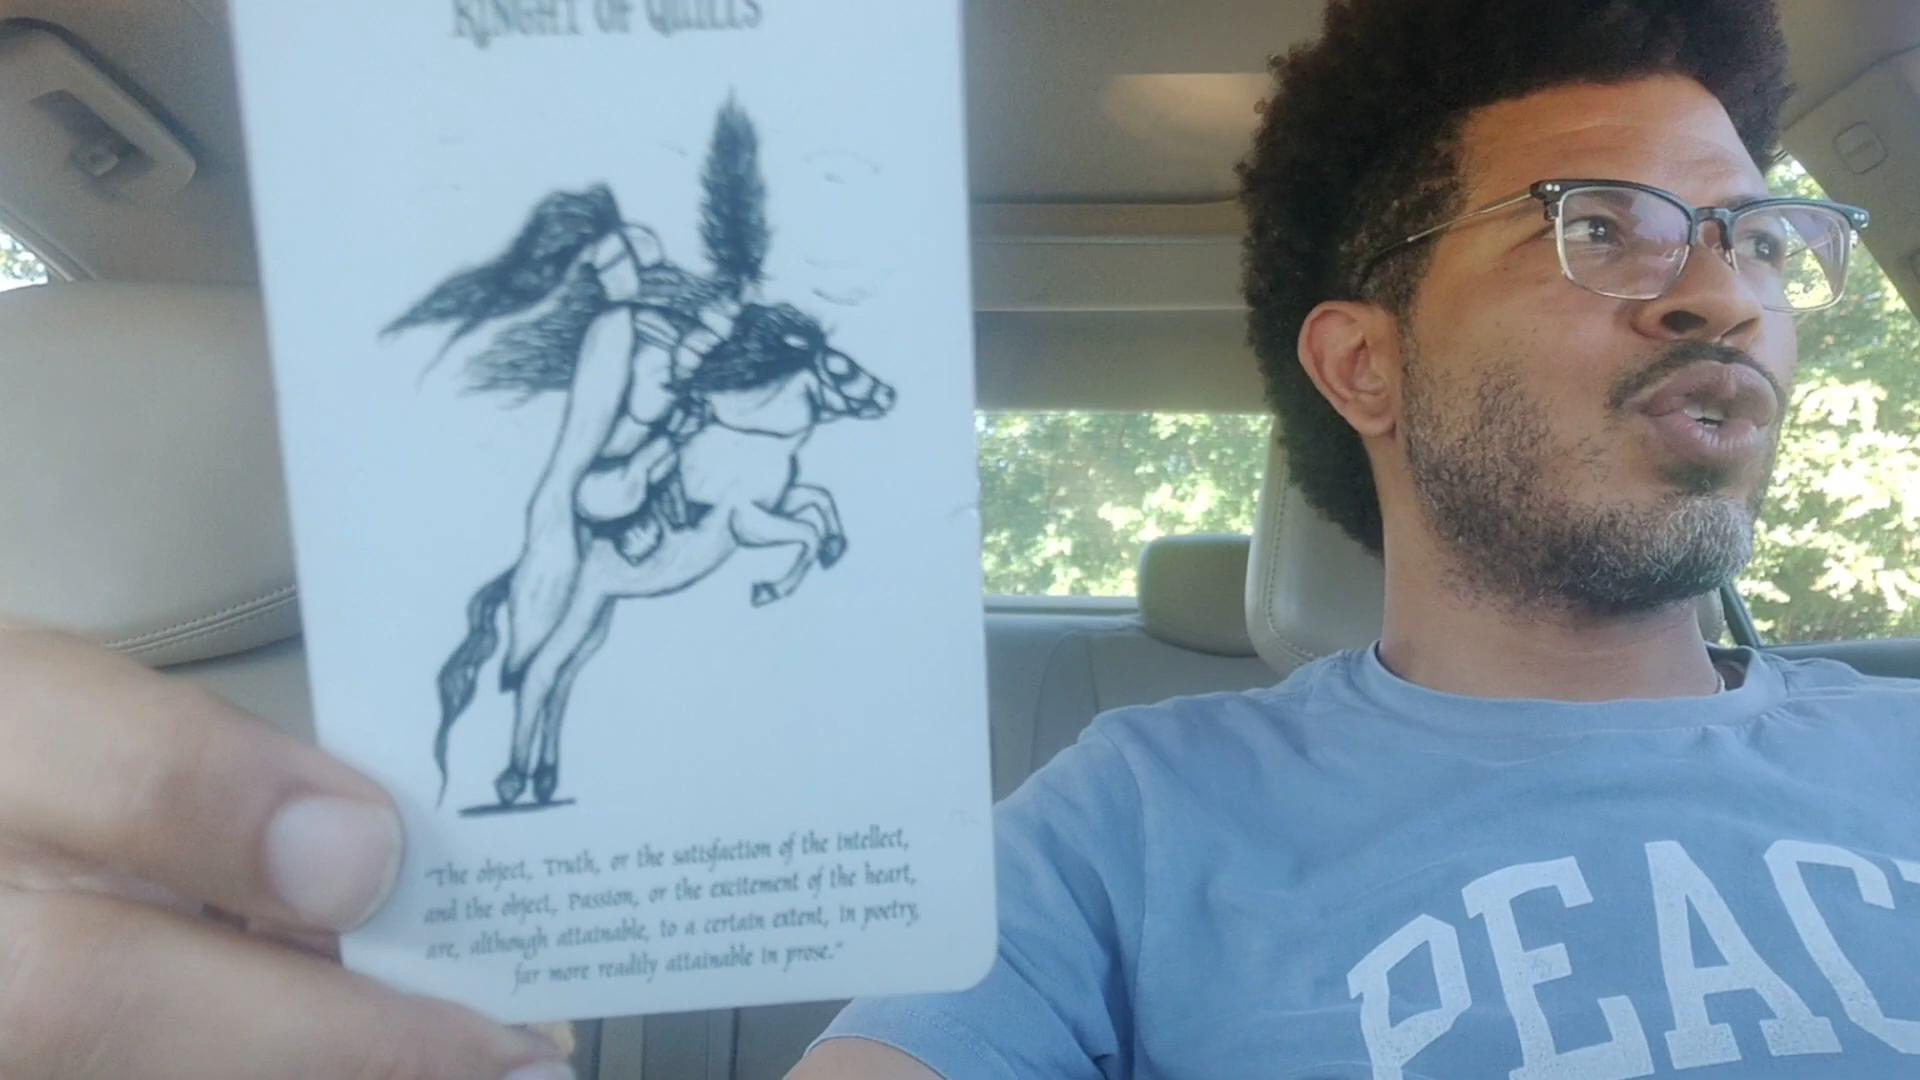 KINGHT OF QUILLS
"The object, Truth, or the satisfaction of the intellect,
and the object, Passion, or the excitement of the heart,
are, although attainable, to a certain extent, in poetry,
far more readily attainable in prose."
PEAC